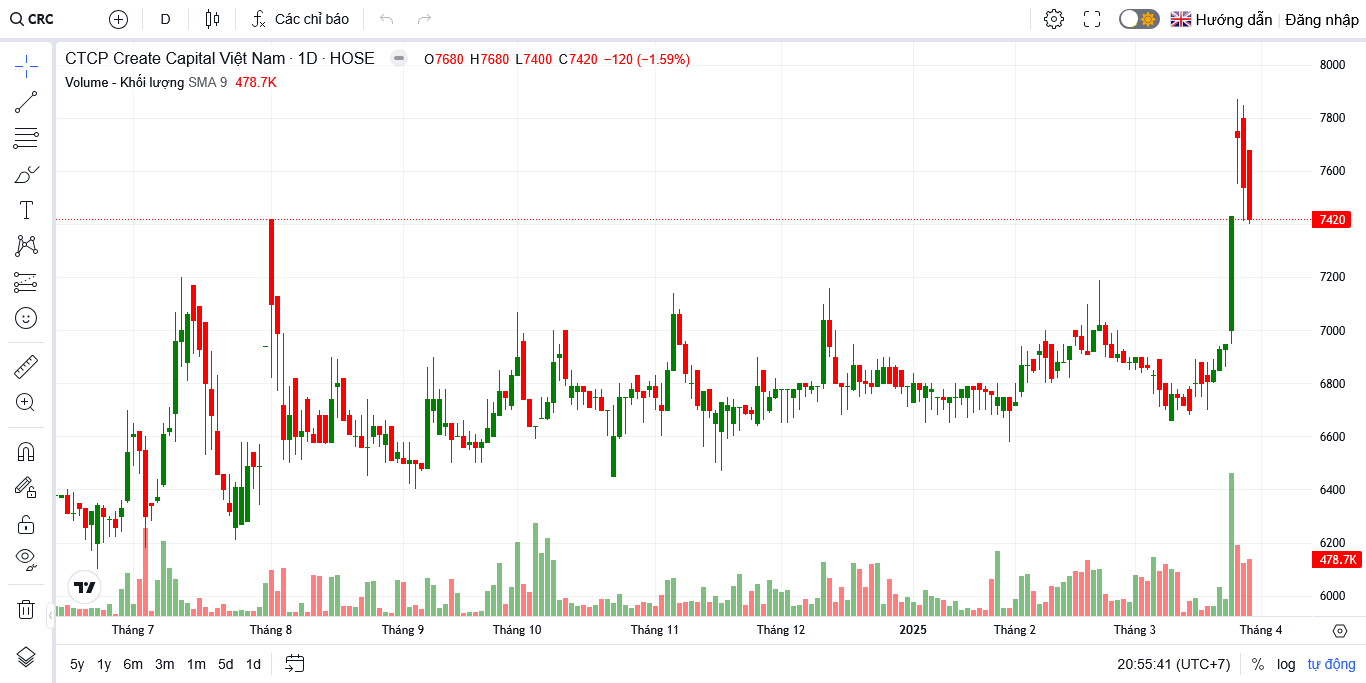 CRC D Các chỉ báo Hướng dẫn Đăng nhập
CTCP Create Capital Việt Nam · 1D · HOSE O7680 H7680 L7400 C7420 −120 (−1.59%)
Volume - Khối lượng SMA 9 478.7K
8000
7800
7600
7420
7200
7000
6800
6600
6400
6200
478.7K
6000
Tháng 7 Tháng 8 Tháng 9 Tháng 10 Tháng 11 Tháng 12 2025 Tháng 2 Tháng 3 Tháng 4
5y 1y 6m 3m 1m 5d 1d 20:55:41 (UTC+7) % log tự động